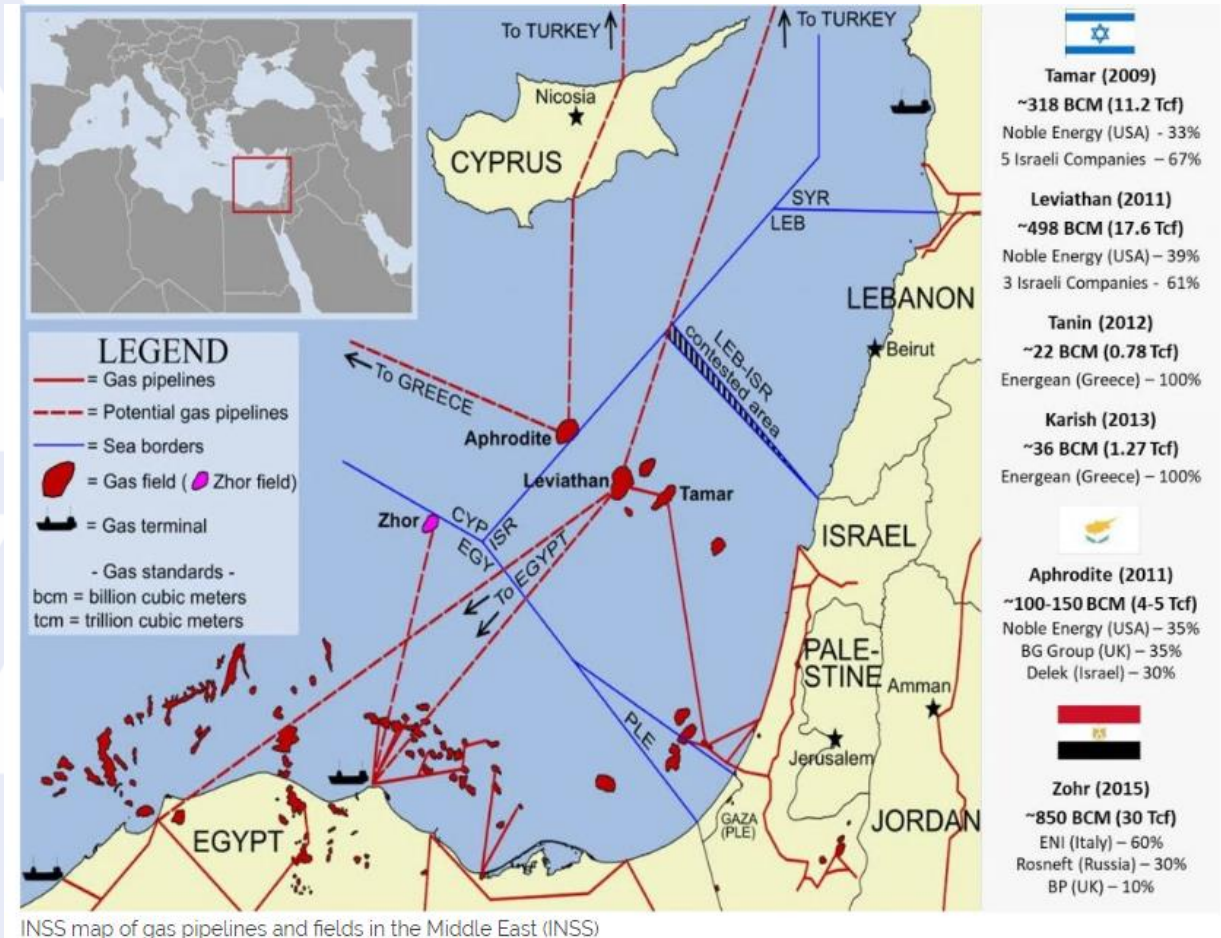 To TURKEY
To TURKEY
Nicosia
CYPRUS
SYR
LEB
LEBANON
Beirut
LEB-ISR
contested area
To GREECE
Aphrodite
Leviathan
Tamar
Zhor
CYP
ISR
EGY
To EGYPT
ISRAEL
PALE-
STINE
Amman
Jerusalem
PLE
GAZA
(PLE)
JORDAN
EGYPT
LEGEND
= Gas pipelines
= Potential gas pipelines
= Sea borders
= Gas field ( Zhor field)
= Gas terminal
- Gas standards -
bcm = billion cubic meters
tcm = trillion cubic meters
Tamar (2009)
~318 BCM (11.2 Tcf)
Noble Energy (USA) - 33%
5 Israeli Companies – 67%
Leviathan (2011)
~498 BCM (17.6 Tcf)
Noble Energy (USA) – 39%
3 Israeli Companies - 61%
Tanin (2012)
~22 BCM (0.78 Tcf)
Energean (Greece) – 100%
Karish (2013)
~36 BCM (1.27 Tcf)
Energean (Greece) – 100%
Aphrodite (2011)
~100-150 BCM (4-5 Tcf)
Noble Energy (USA) – 35%
BG Group (UK) – 35%
Delek (Israel) – 30%
Zohr (2015)
~850 BCM (30 Tcf)
ENI (Italy) – 60%
Rosneft (Russia) – 30%
BP (UK) – 10%
INSS map of gas pipelines and fields in the Middle East (INSS)